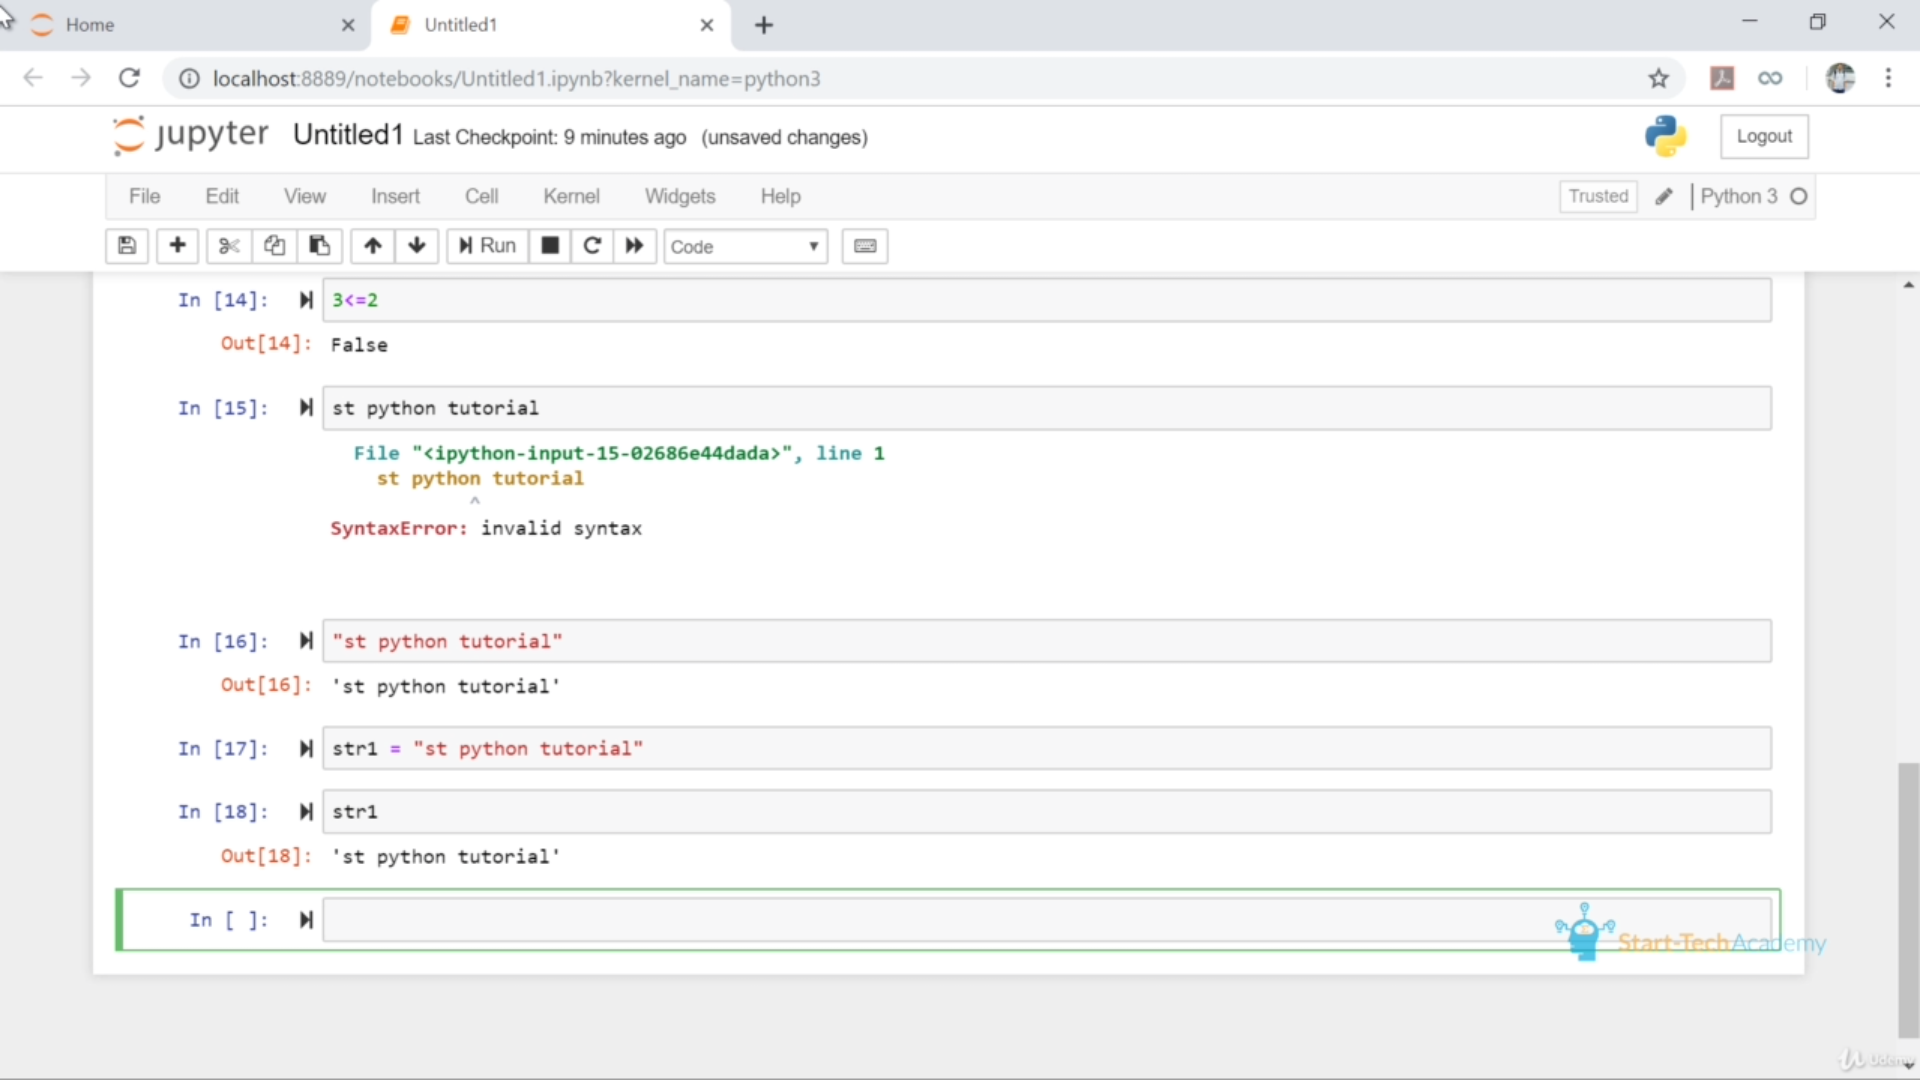 Home
Untitled1
localhost:8889/notebooks/Untitled1.ipynb?kernel_name=python3
jupyter Untitled1 Last Checkpoint: 9 minutes ago (unsaved changes)
Logout
File Edit View Insert Cell Kernel Widgets Help
Trusted Python 3
Run Code
In [14]: 3<=2
Out[14]: False
In [15]: st python tutorial
File "<ipython-input-15-02686e44dada>", line 1
st python tutorial
^
SyntaxError: invalid syntax
In [16]: "st python tutorial"
Out[16]: 'st python tutorial'
In [17]: str1 = "st python tutorial"
In [18]: str1
Out[18]: 'st python tutorial'
In [ ]:
Start-Tech Academy
Udemy